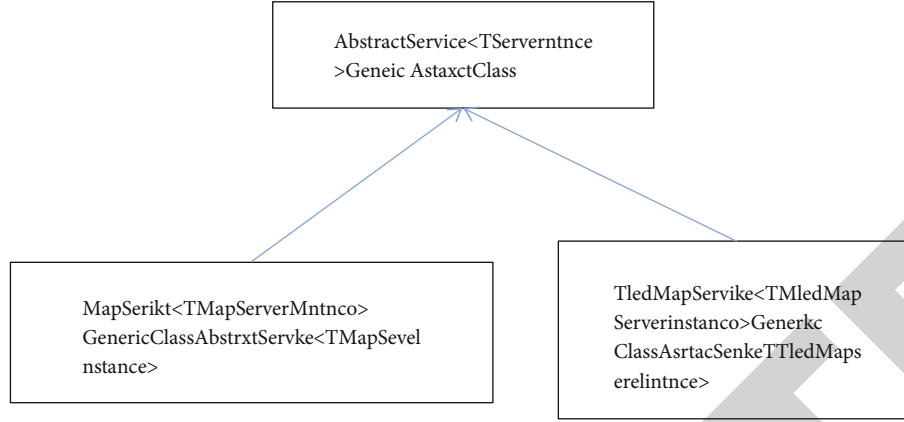 AbstractService<TServerntnce
>Geneic AstaxctClass
MapSerikt<TMapServerMntnco>
GenericClassAbstrxtServke<TMapSevel
nstance>
TledMapServike<TMledMap
Serverinstanco>Generkc
ClassAsrtacSenkeTTledMaps
erelintnce>